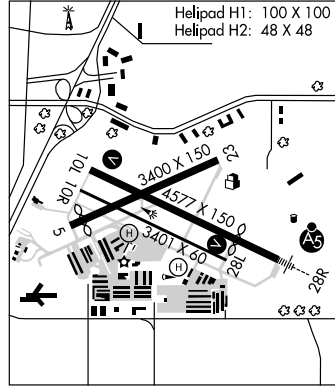 Helipad H1: 100 X 100
Helipad H2: 48 X 48
V
10L
10R
3400 X 150
23
4577 X 150
3401 X 60
5
H
V
28L
H
A5
28R